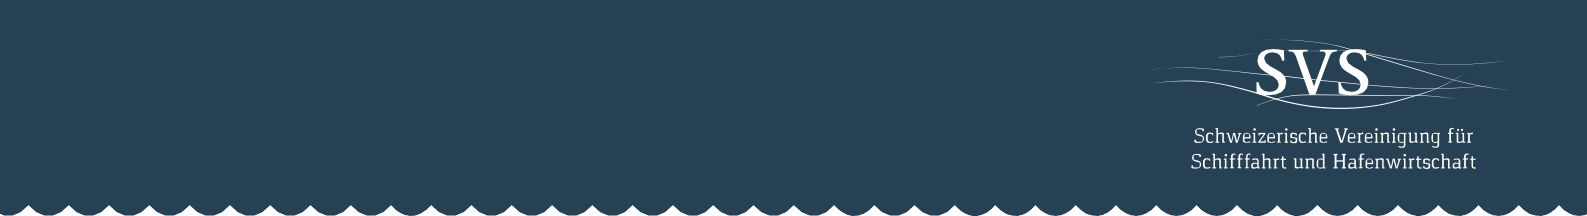 SVS
Schweizerische Vereinigung für
Schifffahrt und Hafenwirtschaft